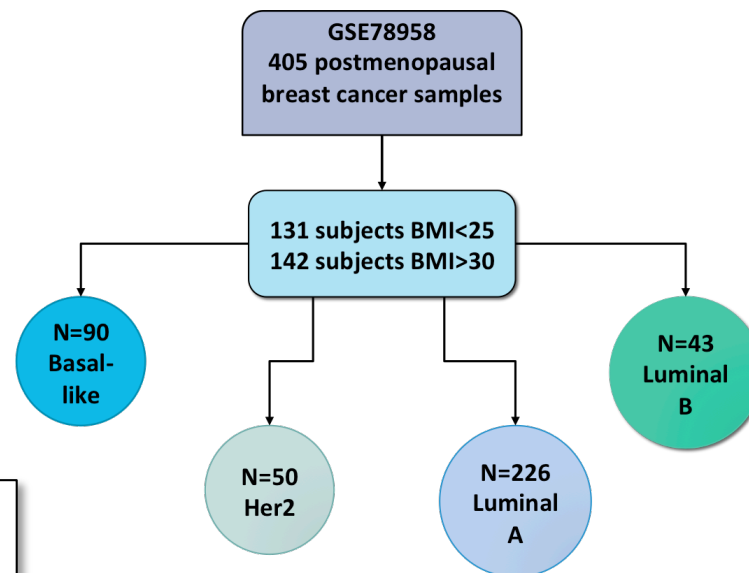 GSE78958
405 postmenopausal
breast cancer samples
131 subjects BMI<25
142 subjects BMI>30
N=90
Basal-
like
N=43
Luminal
B
N=50
Her2
N=226
Luminal
A